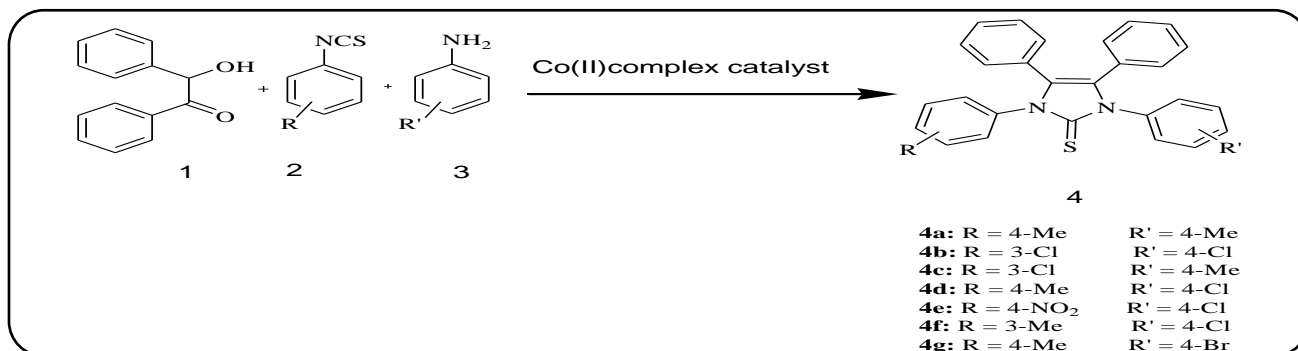 NCS
NH₂
OH
Co(II)complex catalyst
+
+
O
R
R'
N
N
S
R
R'
1
2
3
4
4a: R = 4-Me R' = 4-Me
4b: R = 3-Cl R' = 4-Cl
4c: R = 3-Cl R' = 4-Me
4d: R = 4-Me R' = 4-Cl
4e: R = 4-NO₂ R' = 4-Cl
4f: R = 3-Me R' = 4-Cl
4g: R = 4-Me R' = 4-Br